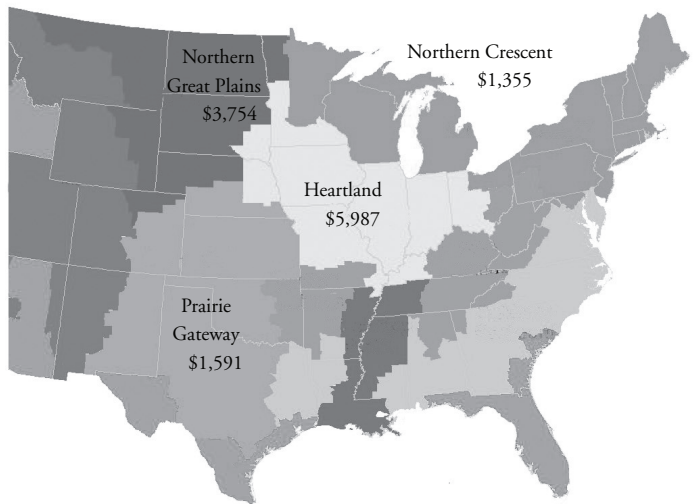 Northern Crescent
$1,355
Northern
Great Plains
$3,754
Heartland
$5,987
Prairie
Gateway
$1,591